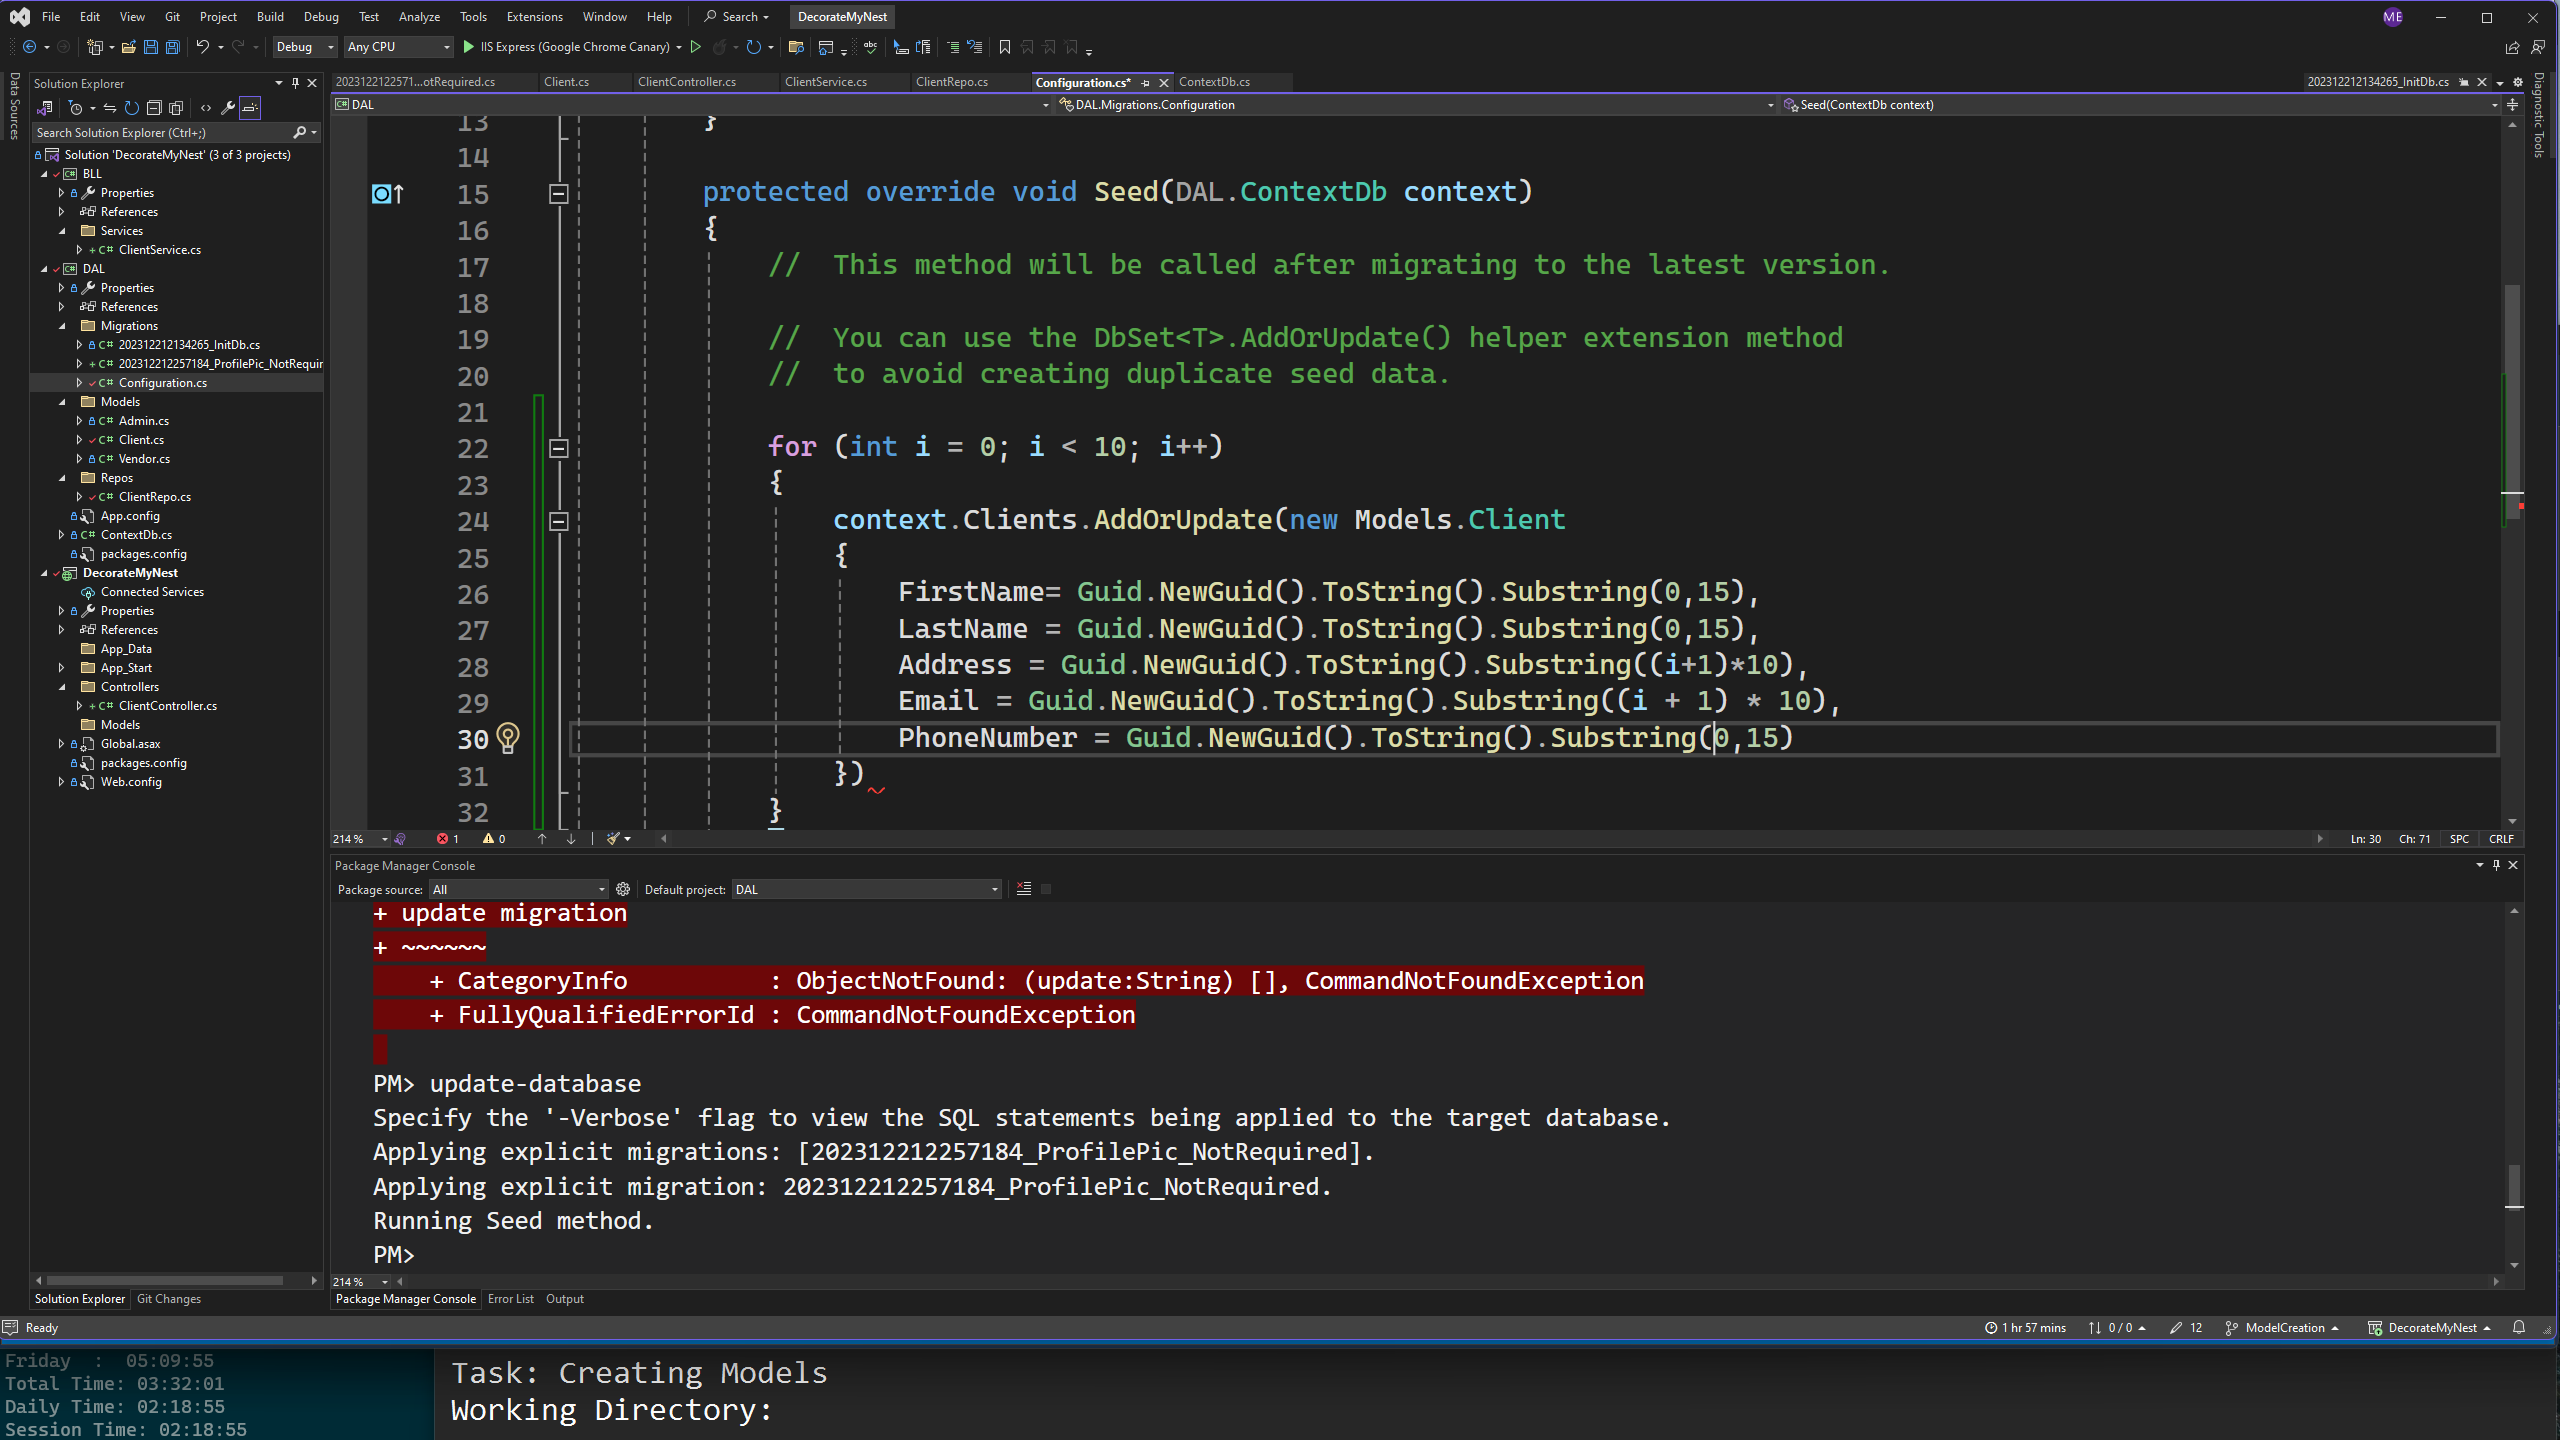 File Edit View Git Project Build Debug Test Analyze Tools Extensions Window Help Search DecorateMyNest ME
Debug Any CPU IIS Express (Google Chrome Canary)
Data Sources
Solution Explorer
Search Solution Explorer (Ctrl+;)
Solution 'DecorateMyNest' (3 of 3 projects)
BLL
Properties
References
Services
C# ClientService.cs
DAL
Properties
References
Migrations
C# 202312212134265_InitDb.cs
C# 202312212257184_ProfilePic_NotRequir
C# Configuration.cs
Models
C# Admin.cs
C# Client.cs
C# Vendor.cs
Repos
C# ClientRepo.cs
App.config
C# ContextDb.cs
packages.config
DecorateMyNest
Connected Services
Properties
References
App_Data
App_Start
Controllers
C# ClientController.cs
Models
Global.asax
packages.config
Web.config
Solution Explorer Git Changes
2023122122571...otRequired.cs Client.cs ClientController.cs ClientService.cs ClientRepo.cs Configuration.cs* ContextDb.cs 202312212134265_InitDb.cs
DAL DAL.Migrations.Configuration Seed(ContextDb context)
Diagnostic Tools
13 }
14
15 protected override void Seed(DAL.ContextDb context)
16 {
17 // This method will be called after migrating to the latest version.
18
19 // You can use the DbSet<T>.AddOrUpdate() helper extension method
20 // to avoid creating duplicate seed data.
21
22 for (int i = 0; i < 10; i++)
23 {
24 context.Clients.AddOrUpdate(new Models.Client
25 {
26 FirstName= Guid.NewGuid().ToString().Substring(0,15),
27 LastName = Guid.NewGuid().ToString().Substring(0,15),
28 Address = Guid.NewGuid().ToString().Substring((i+1)*10),
29 Email = Guid.NewGuid().ToString().Substring((i + 1) * 10),
30 PhoneNumber = Guid.NewGuid().ToString().Substring(0,15)
31 })
32 }
214 % 1 0 Ln: 30 Ch: 71 SPC CRLF
Package Manager Console
Package source: All Default project: DAL
+ update migration
+ ~~~~~~
+ CategoryInfo : ObjectNotFound: (update:String) [], CommandNotFoundException
+ FullyQualifiedErrorId : CommandNotFoundException
PM> update-database
Specify the '-Verbose' flag to view the SQL statements being applied to the target database.
Applying explicit migrations: [202312212257184_ProfilePic_NotRequired].
Applying explicit migration: 202312212257184_ProfilePic_NotRequired.
Running Seed method.
PM>
214 %
Package Manager Console Error List Output
Ready 1 hr 57 mins 0 / 0 12 ModelCreation DecorateMyNest
Friday : 05:09:55
Total Time: 03:32:01
Daily Time: 02:18:55
Session Time: 02:18:55
Task: Creating Models
Working Directory: